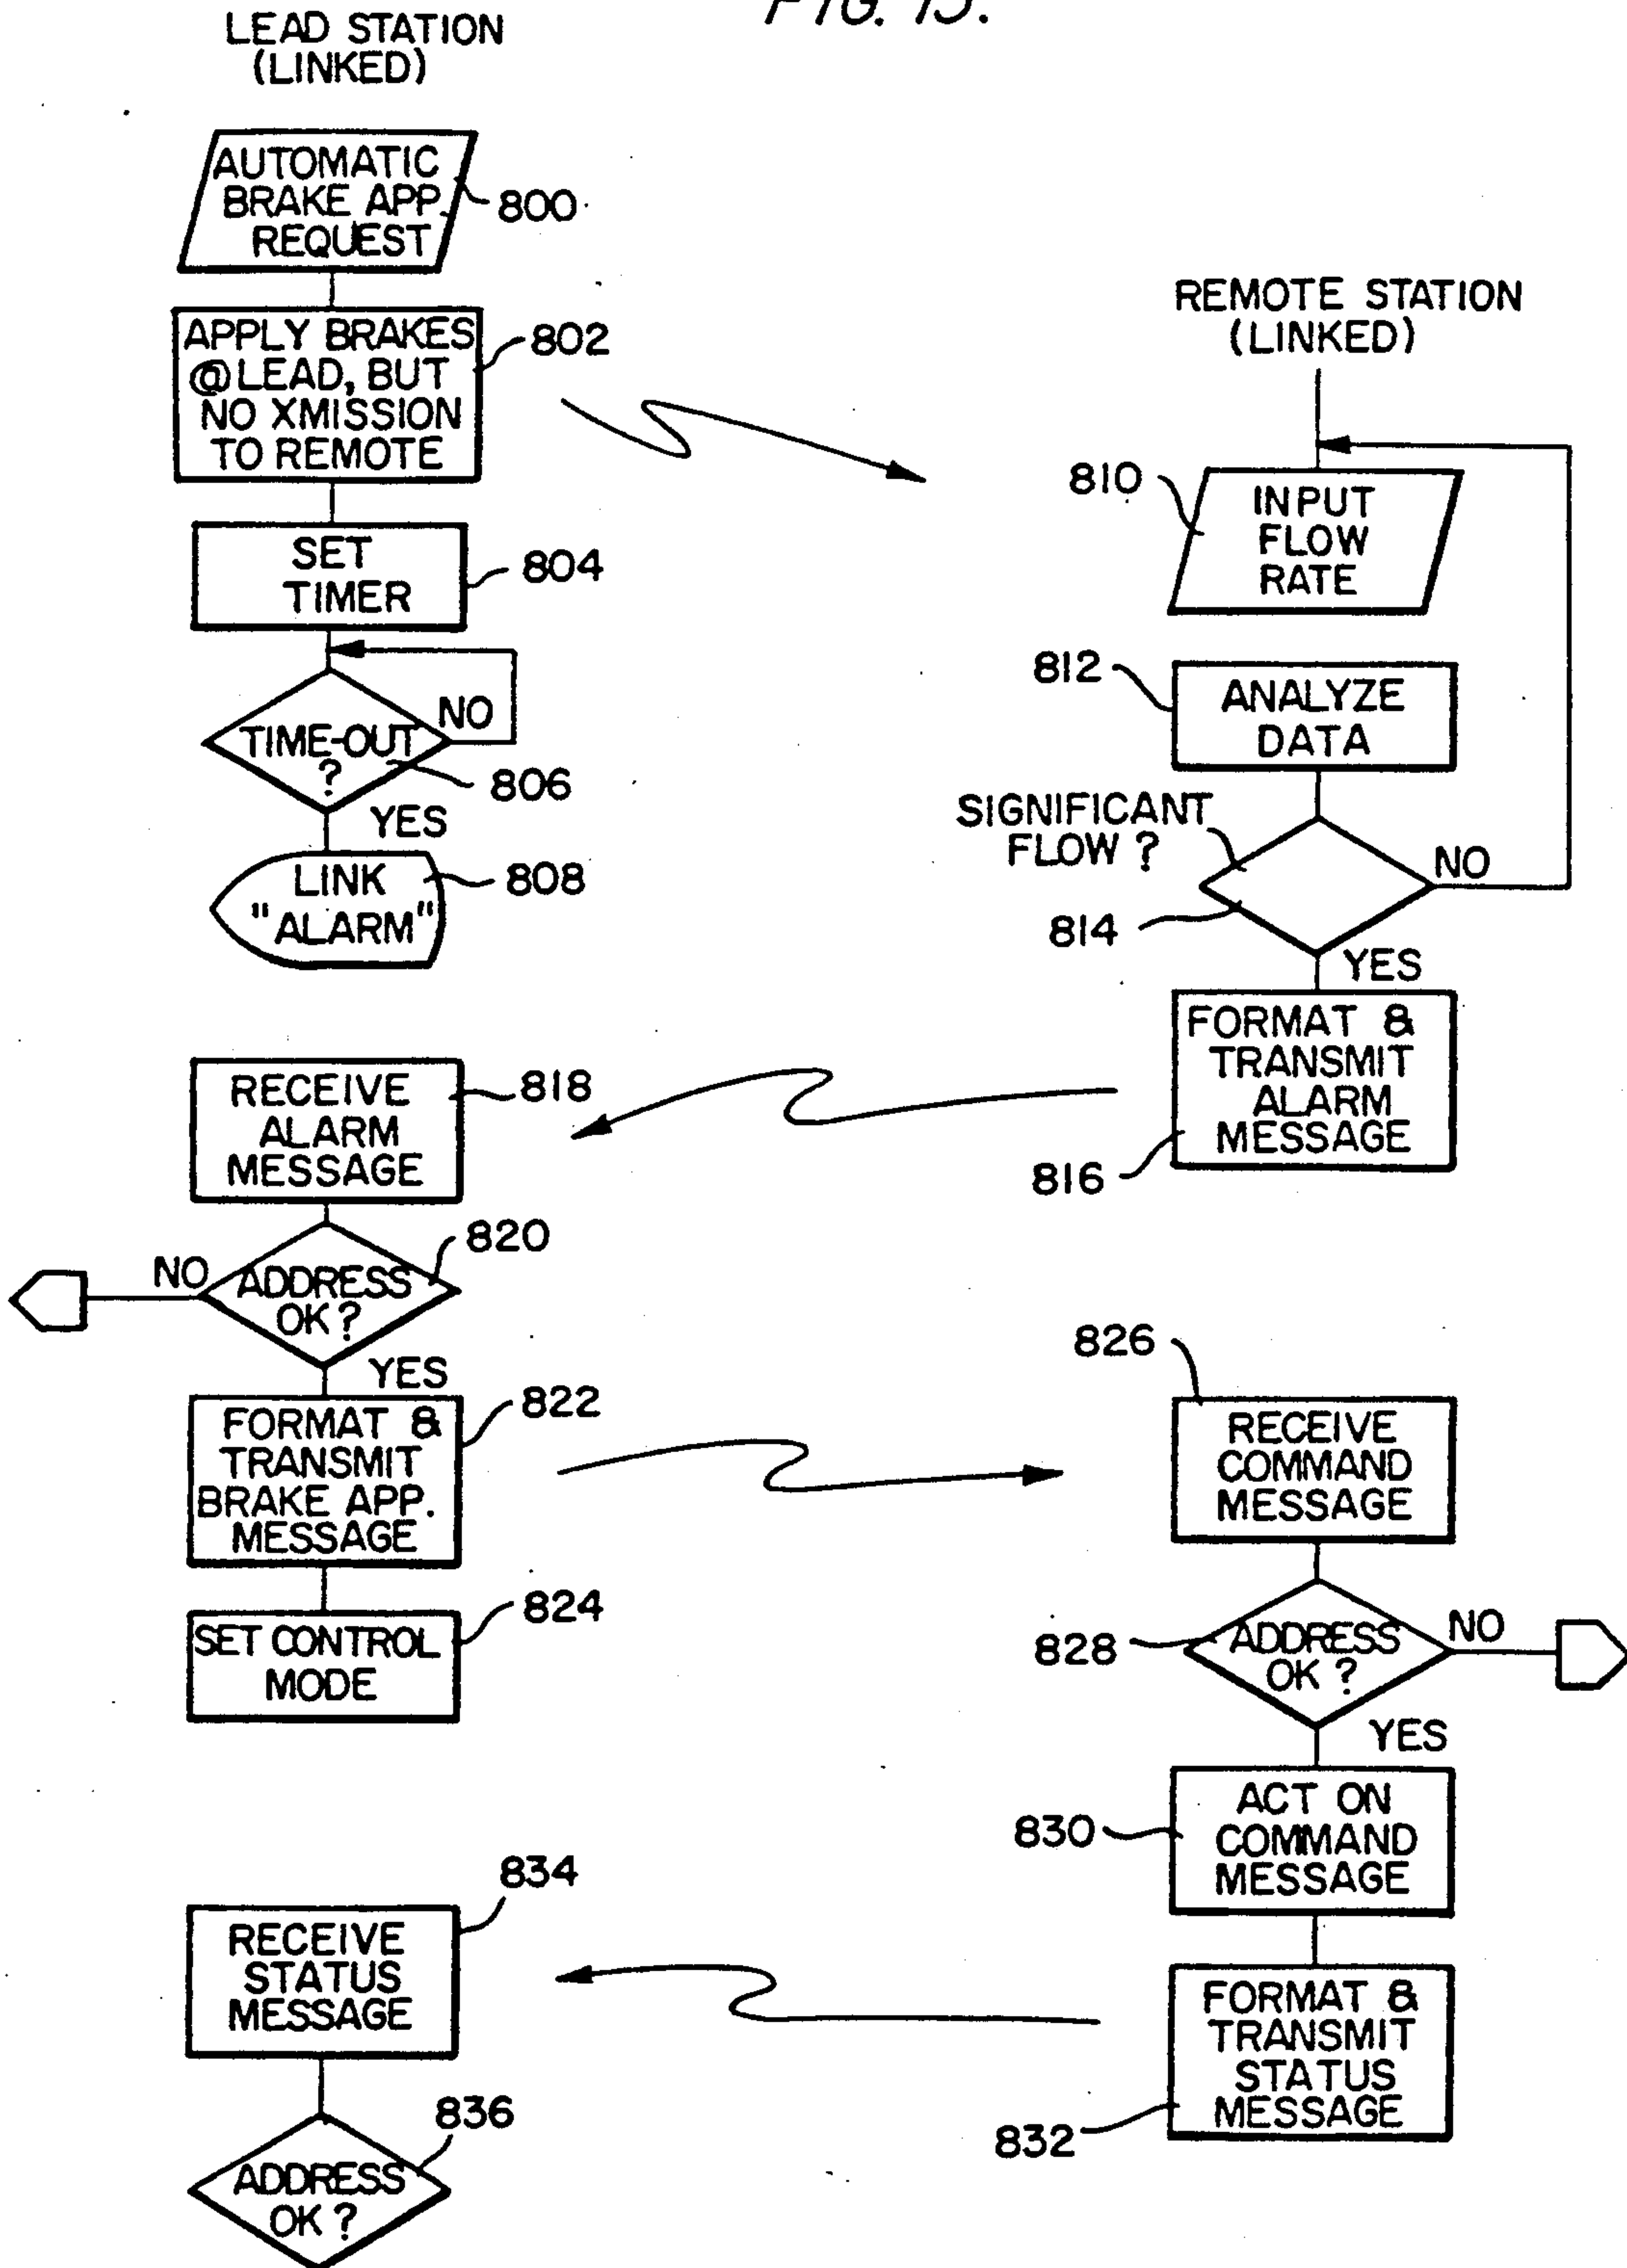 FIG. 15.
LEAD STATION
(LINKED)
AUTOMATIC
BRAKE APP.
REQUEST
800
APPLY BRAKES
@ LEAD, BUT
NO XMISSION
TO REMOTE
802
SET
TIMER
804
TIME-OUT
?
NO
806
YES
LINK
"ALARM"
808
REMOTE STATION
(LINKED)
810
INPUT
FLOW
RATE
812
ANALYZE
DATA
SIGNIFICANT
FLOW ?
NO
814
YES
FORMAT &
TRANSMIT
ALARM
MESSAGE
816
RECEIVE
ALARM
MESSAGE
818
820
NO
ADDRESS
OK ?
YES
FORMAT &
TRANSMIT
BRAKE APP.
MESSAGE
822
SET CONTROL
MODE
824
826
RECEIVE
COMMAND
MESSAGE
828
ADDRESS
OK ?
NO
YES
830
ACT ON
COMMAND
MESSAGE
FORMAT &
TRANSMIT
STATUS
MESSAGE
832
834
RECEIVE
STATUS
MESSAGE
836
ADDRESS
OK ?